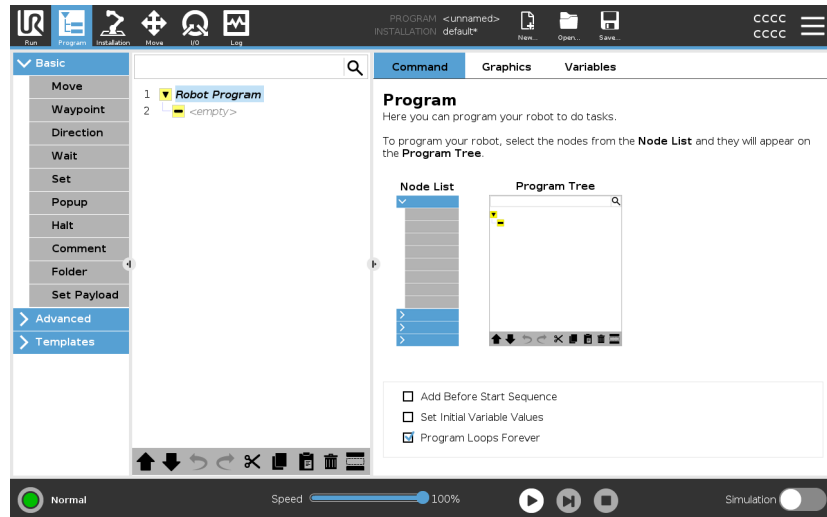 PROGRAM <unnamed>
INSTALLATION default*
cccc
cccc
UR
Run
Program
Installation
Move
I/O
Log
New...
Open...
Save...
Basic
Move
Waypoint
Direction
Wait
Set
Popup
Halt
Comment
Folder
Set Payload
Advanced
Templates
1 Robot Program
2 <empty>
Command Graphics Variables
Program
Here you can program your robot to do tasks.
To program your robot, select the nodes from the Node List and they will appear on
the Program Tree.
Node List Program Tree
Add Before Start Sequence
Set Initial Variable Values
Program Loops Forever
Normal
Speed 100%
Simulation